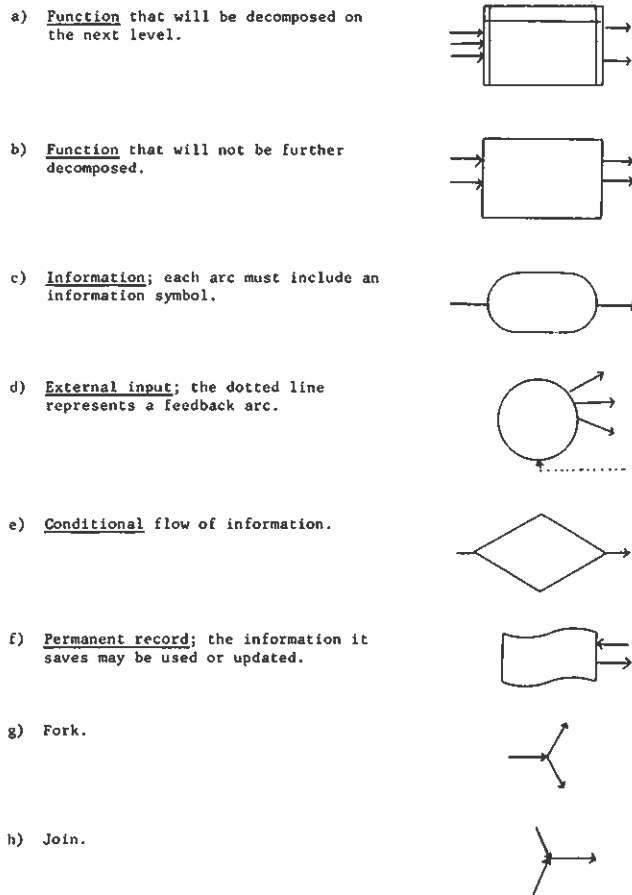 a) Function that will be decomposed on
the next level.
b) Function that will not be further
decomposed.
c) Information; each arc must include an
information symbol.
d) External input; the dotted line
represents a feedback arc.
e) Conditional flow of information.
f) Permanent record; the information it
saves may be used or updated.
g) Fork.
h) Join.